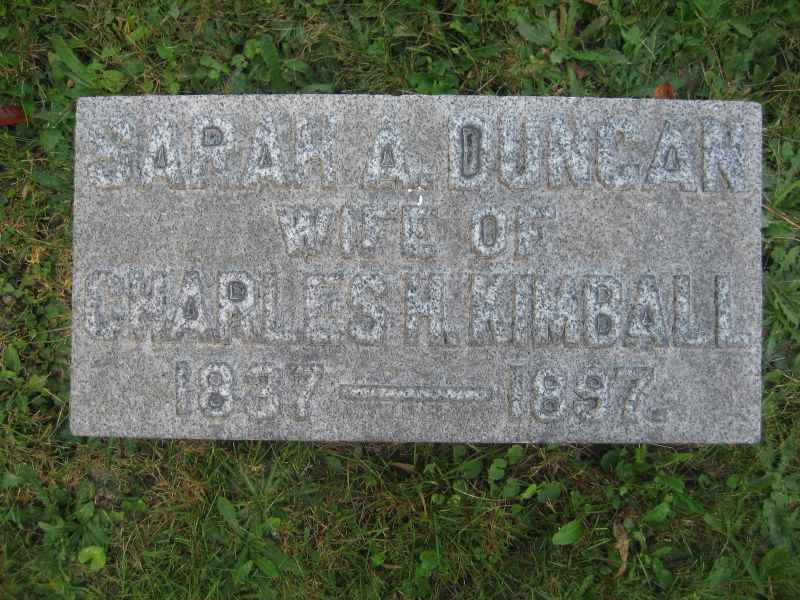 SARAH A. DUNCAN
WIFE OF
CHARLES H. KIMBALL
1837 — 1897.